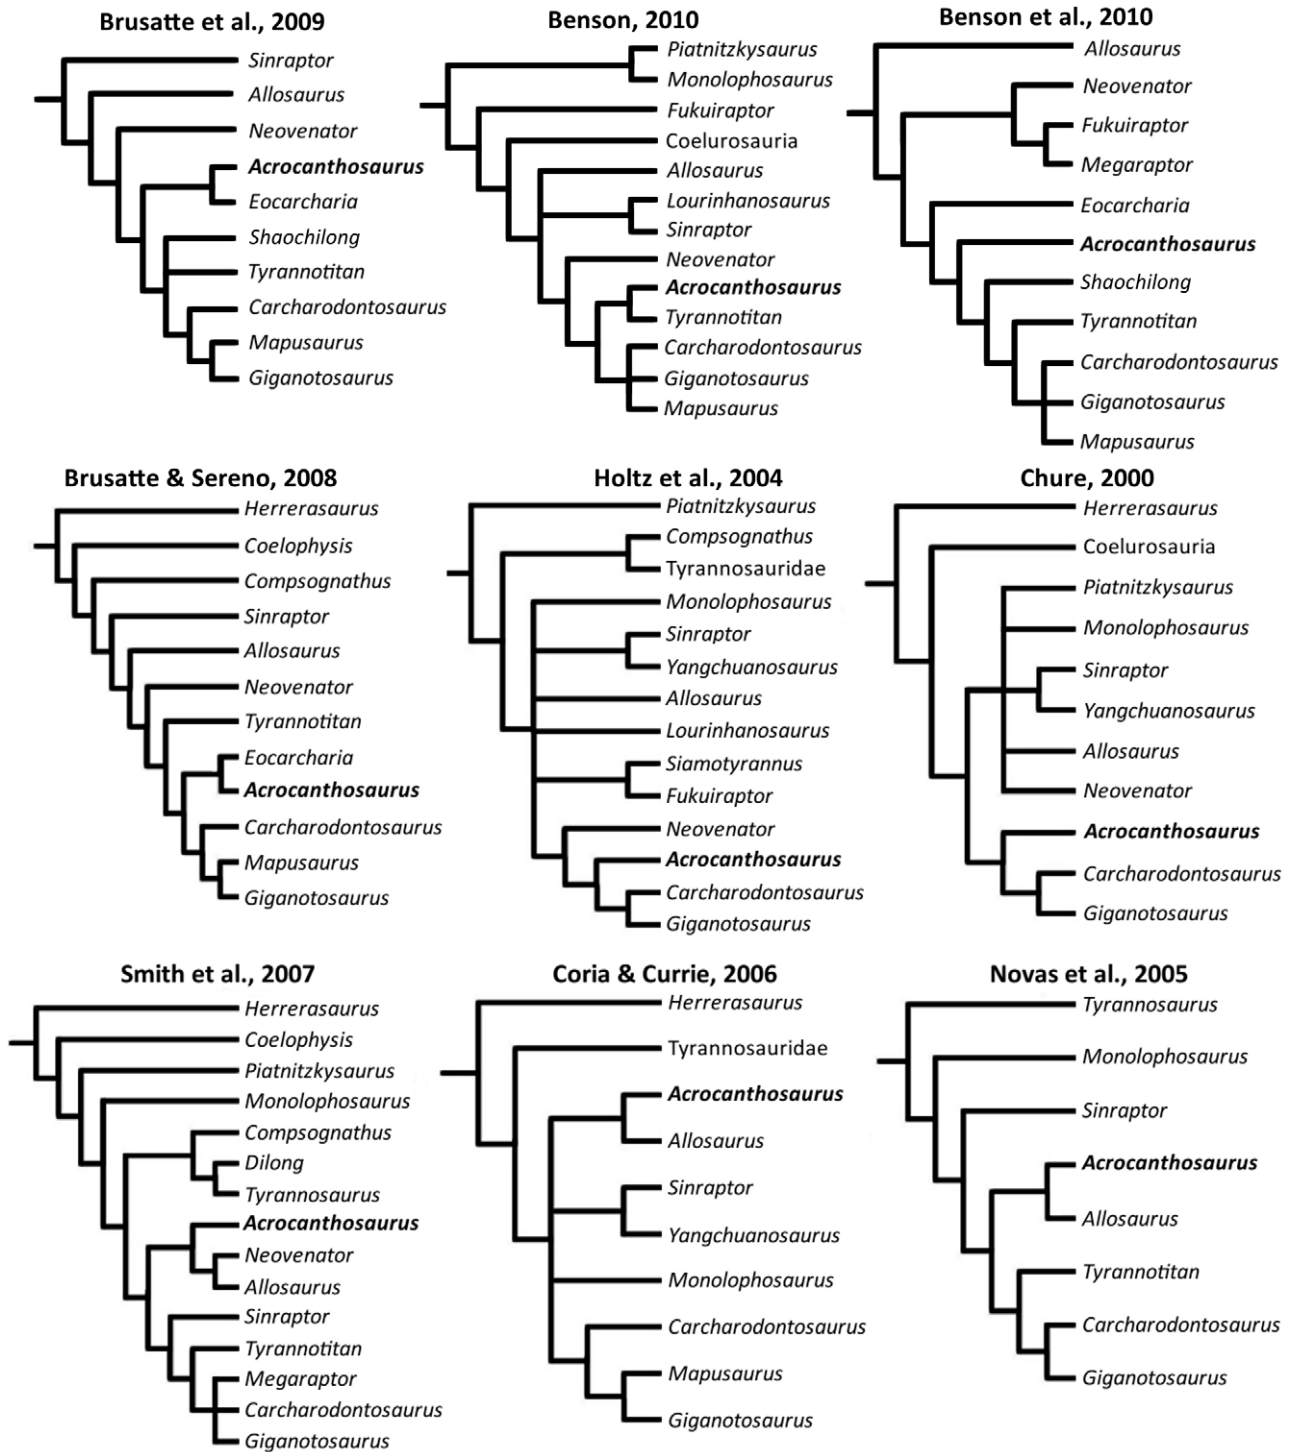 Brusatte et al., 2009
Sinraptor
Allosaurus
Neovenator
Acrocanthosaurus
Eocarcharia
Shaochilong
Tyrannotitan
Carcharodontosaurus
Mapusaurus
Giganotosaurus
Benson, 2010
Piatnitzkysaurus
Monolophosaurus
Fukuiraptor
Coelurosauria
Allosaurus
Lourinhanosaurus
Sinraptor
Neovenator
Acrocanthosaurus
Tyrannotitan
Carcharodontosaurus
Giganotosaurus
Mapusaurus
Benson et al., 2010
Allosaurus
Neovenator
Fukuiraptor
Megaraptor
Eocarcharia
Acrocanthosaurus
Shaochilong
Tyrannotitan
Carcharodontosaurus
Giganotosaurus
Mapusaurus
Brusatte & Sereno, 2008
Herrerasaurus
Coelophysis
Compsognathus
Sinraptor
Allosaurus
Neovenator
Tyrannotitan
Eocarcharia
Acrocanthosaurus
Carcharodontosaurus
Mapusaurus
Giganotosaurus
Holtz et al., 2004
Piatnitzkysaurus
Compsognathus
Tyrannosauridae
Monolophosaurus
Sinraptor
Yangchuanosaurus
Allosaurus
Lourinhanosaurus
Siamotyrannus
Fukuiraptor
Neovenator
Acrocanthosaurus
Carcharodontosaurus
Giganotosaurus
Chure, 2000
Herrerasaurus
Coelurosauria
Piatnitzkysaurus
Monolophosaurus
Sinraptor
Yangchuanosaurus
Allosaurus
Neovenator
Acrocanthosaurus
Carcharodontosaurus
Giganotosaurus
Smith et al., 2007
Herrerasaurus
Coelophysis
Piatnitzkysaurus
Monolophosaurus
Compsognathus
Dilong
Tyrannosaurus
Acrocanthosaurus
Neovenator
Allosaurus
Sinraptor
Tyrannotitan
Megaraptor
Carcharodontosaurus
Giganotosaurus
Coria & Currie, 2006
Herrerasaurus
Tyrannosauridae
Acrocanthosaurus
Allosaurus
Sinraptor
Yangchuanosaurus
Monolophosaurus
Carcharodontosaurus
Mapusaurus
Giganotosaurus
Novas et al., 2005
Tyrannosaurus
Monolophosaurus
Sinraptor
Acrocanthosaurus
Allosaurus
Tyrannotitan
Carcharodontosaurus
Giganotosaurus